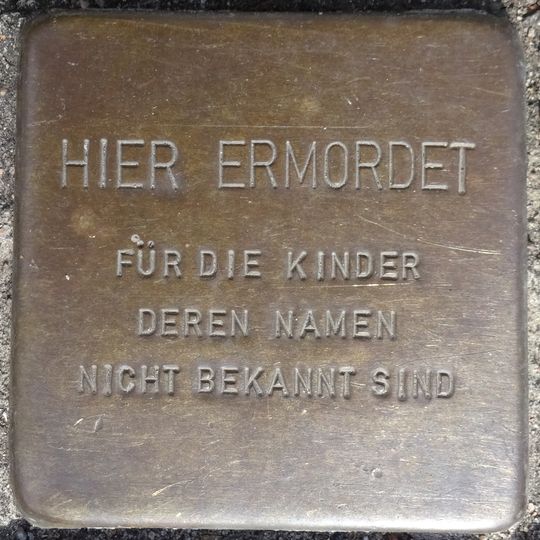 HIER ERMORDET
FÜR DIE KINDER
DEREN NAMEN
NICHT BEKANNT SIND